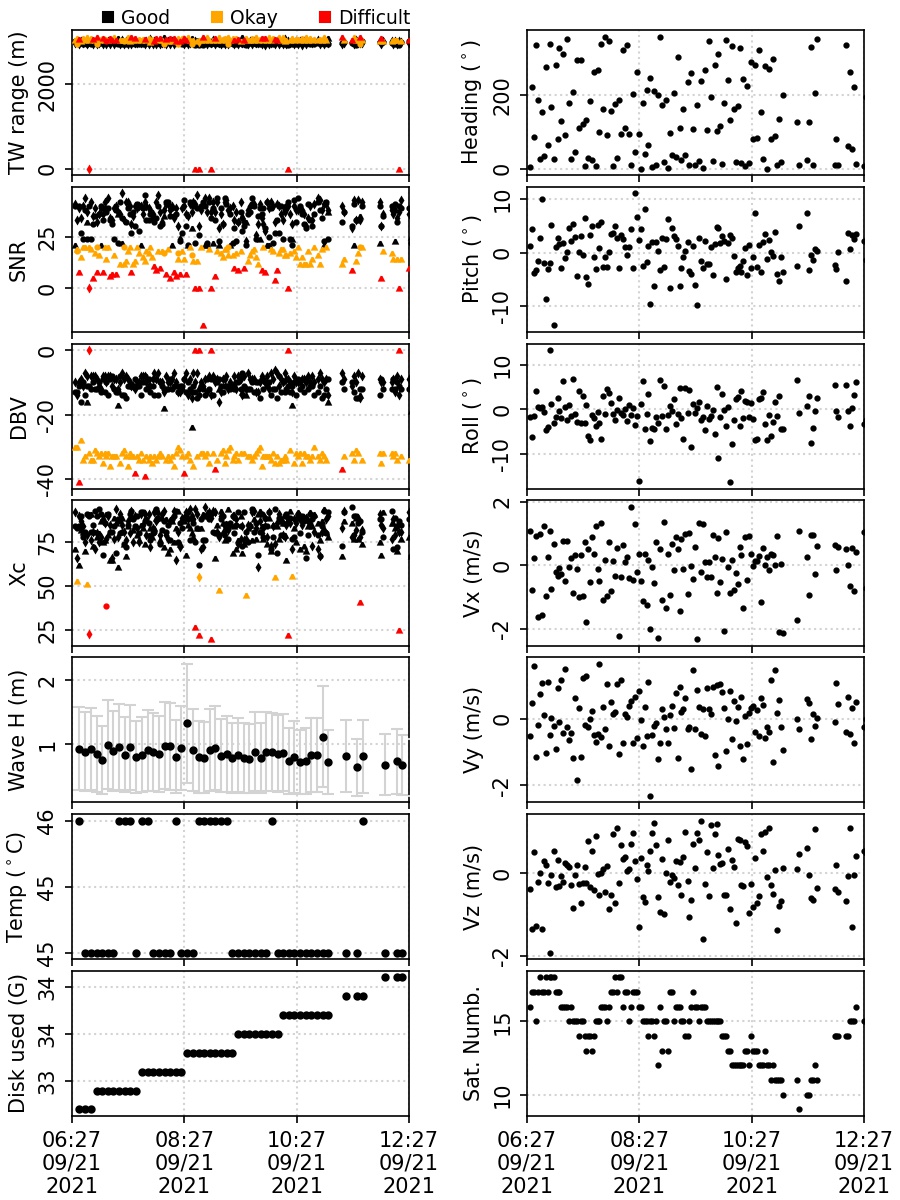 Good Okay Difficult
TW range (m)
2000
0
SNR
25
0
DBV
0
-20
-40
Xc
75
50
25
Wave H (m)
2
1
Temp (°C)
46
45
45
Disk used (G)
34
34
33
06:27 08:27 10:27 12:27
09/21 09/21 09/21 09/21
2021 2021 2021 2021
Heading (°)
200
0
Pitch (°)
10
0
-10
Roll (°)
10
0
-10
Vx (m/s)
2
0
-2
Vy (m/s)
0
-2
Vz (m/s)
0
-2
Sat. Numb.
15
10
06:27 08:27 10:27 12:27
09/21 09/21 09/21 09/21
2021 2021 2021 2021